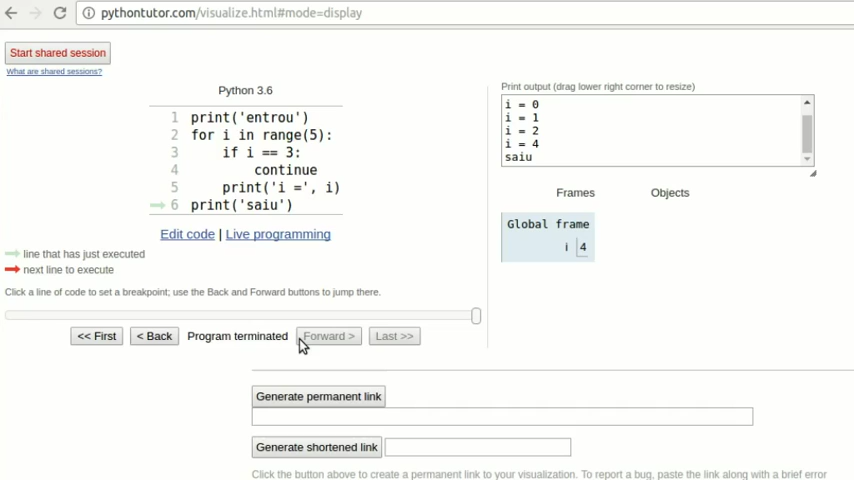 pythontutor.com/visualize.html#mode=display
Start shared session
What are shared sessions?
Python 3.6
1 print('entrou')
2 for i in range(5):
3 if i == 3:
4 continue
5 print('i =', i)
6 print('saiu')
Edit code | Live programming
line that has just executed
next line to execute
Click a line of code to set a breakpoint; use the Back and Forward buttons to jump there.
<< First
< Back
Program terminated
Forward >
Last >>
Print output (drag lower right corner to resize)
i = 0
i = 1
i = 2
i = 4
saiu
Frames
Objects
Global frame
i 4
Generate permanent link
Generate shortened link
Click the button above to create a permanent link to your visualization. To report a bug, paste the link along with a brief error